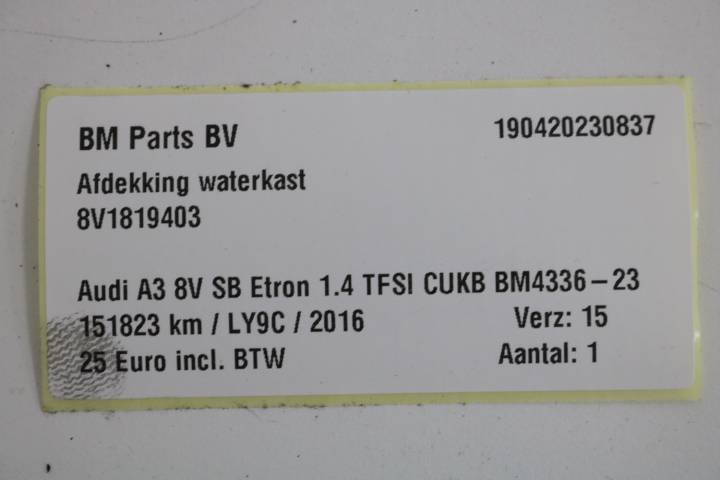 BM Parts BV 190420230837
Afdekking waterkast
8V1819403
Audi A3 8V SB Etron 1.4 TFSI CUKB BM4336-23
151823 km / LY9C / 2016 Verz: 15
25 Euro incl. BTW Aantal: 1